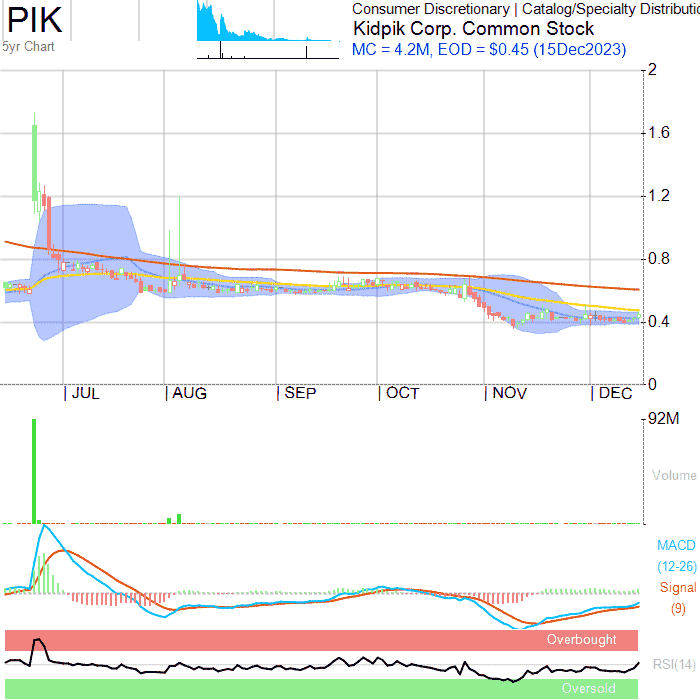 PIK
5yr Chart
Consumer Discretionary | Catalog/Specialty Distributio
Kidpik Corp. Common Stock
MC = 4.2M, EOD = $0.45 (15Dec2023)
2
1.6
1.2
0.8
0.4
0
JUL AUG SEP OCT NOV DEC
92M
Volume
MACD
(12-26)
Signal
(9)
Overbought
RSI(14)
Oversold